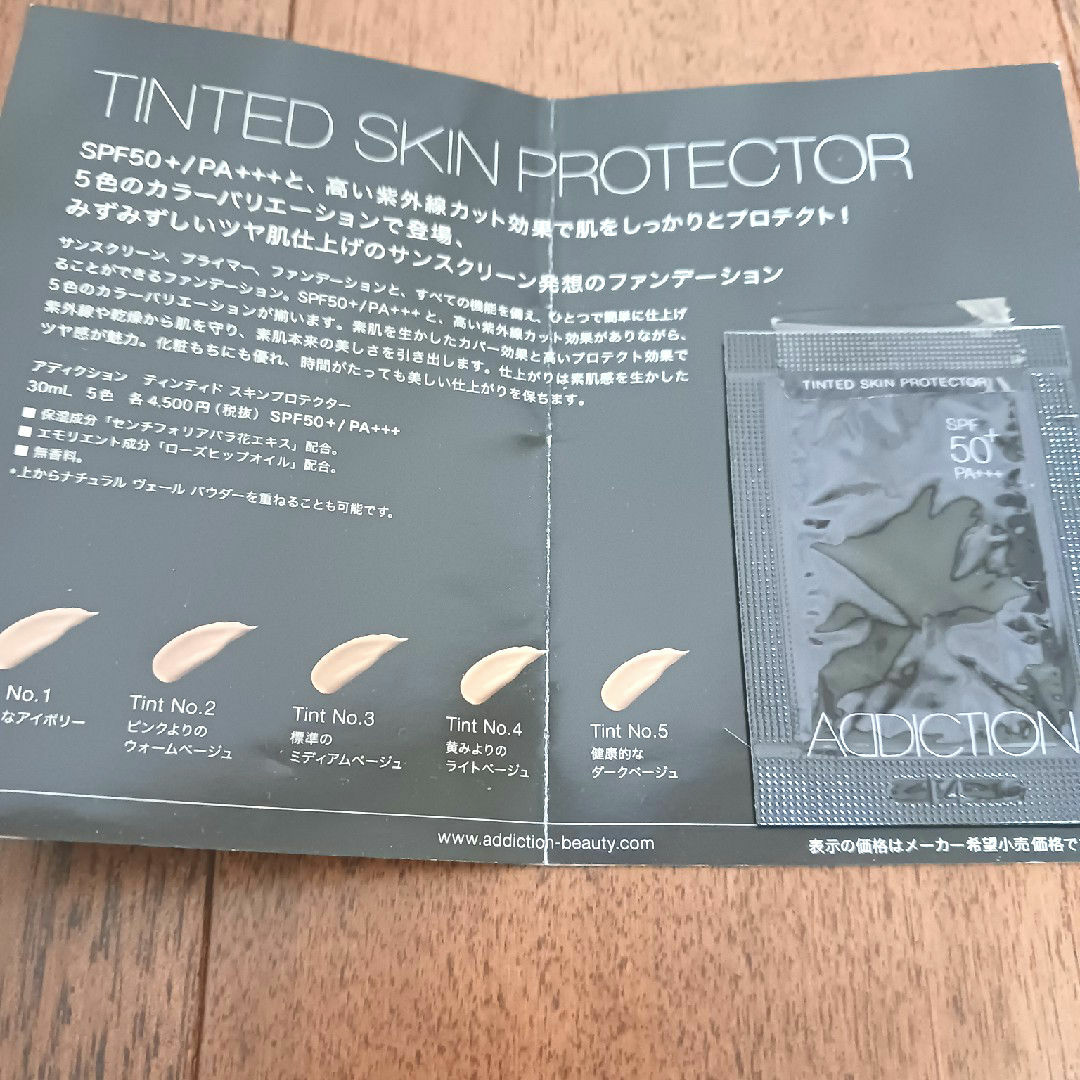 TINTED SKIN PROTECTOR
SPF50+/PA+++と、高い紫外線カット効果で肌をしっかりとプロテクト!
5色のカラーバリエーションで登場、
みずみずしいツヤ肌仕上げのサンスクリーン発想のファンデーション
サンスクリーン、プライマー、ファンデーションと、すべての機能を備え、ひとつで簡単に仕上げ
ることができるファンデーション。SPF50+/PA+++ と、高い紫外線カット効果がありながら、
5色のカラーバリエーションが揃います。素肌を生かしたカバー効果と高いプロテクト効果で
紫外線や乾燥から肌を守り、素肌本来の美しさを引き出します。仕上がりは素肌感を生かした
ツヤ感が魅力。化粧もちにも優れ、時間がたっても美しい仕上がりを保ちます。
アディクション ティンティド スキンプロテクター
30mL 5色 各4,500円(税抜) SPF50+/PA+++
■ 保湿成分「センチフォリアバラ花エキス」配合。
■ エモリエント成分「ローズヒップオイル」配合。
■ 無香料。
*上からナチュラル ヴェール パウダーを重ねることも可能です。
No.1
なアイボリー
Tint No.2
ピンクよりの
ウォームベージュ
Tint No.3
標準の
ミディアムベージュ
Tint No.4
黄みよりの
ライトベージュ
Tint No.5
健康的な
ダークベージュ
TINTED SKIN PROTECTOR
SPF
50+
PA+++
ADDICTION
www.addiction-beauty.com
表示の価格はメーカー希望小売価格で